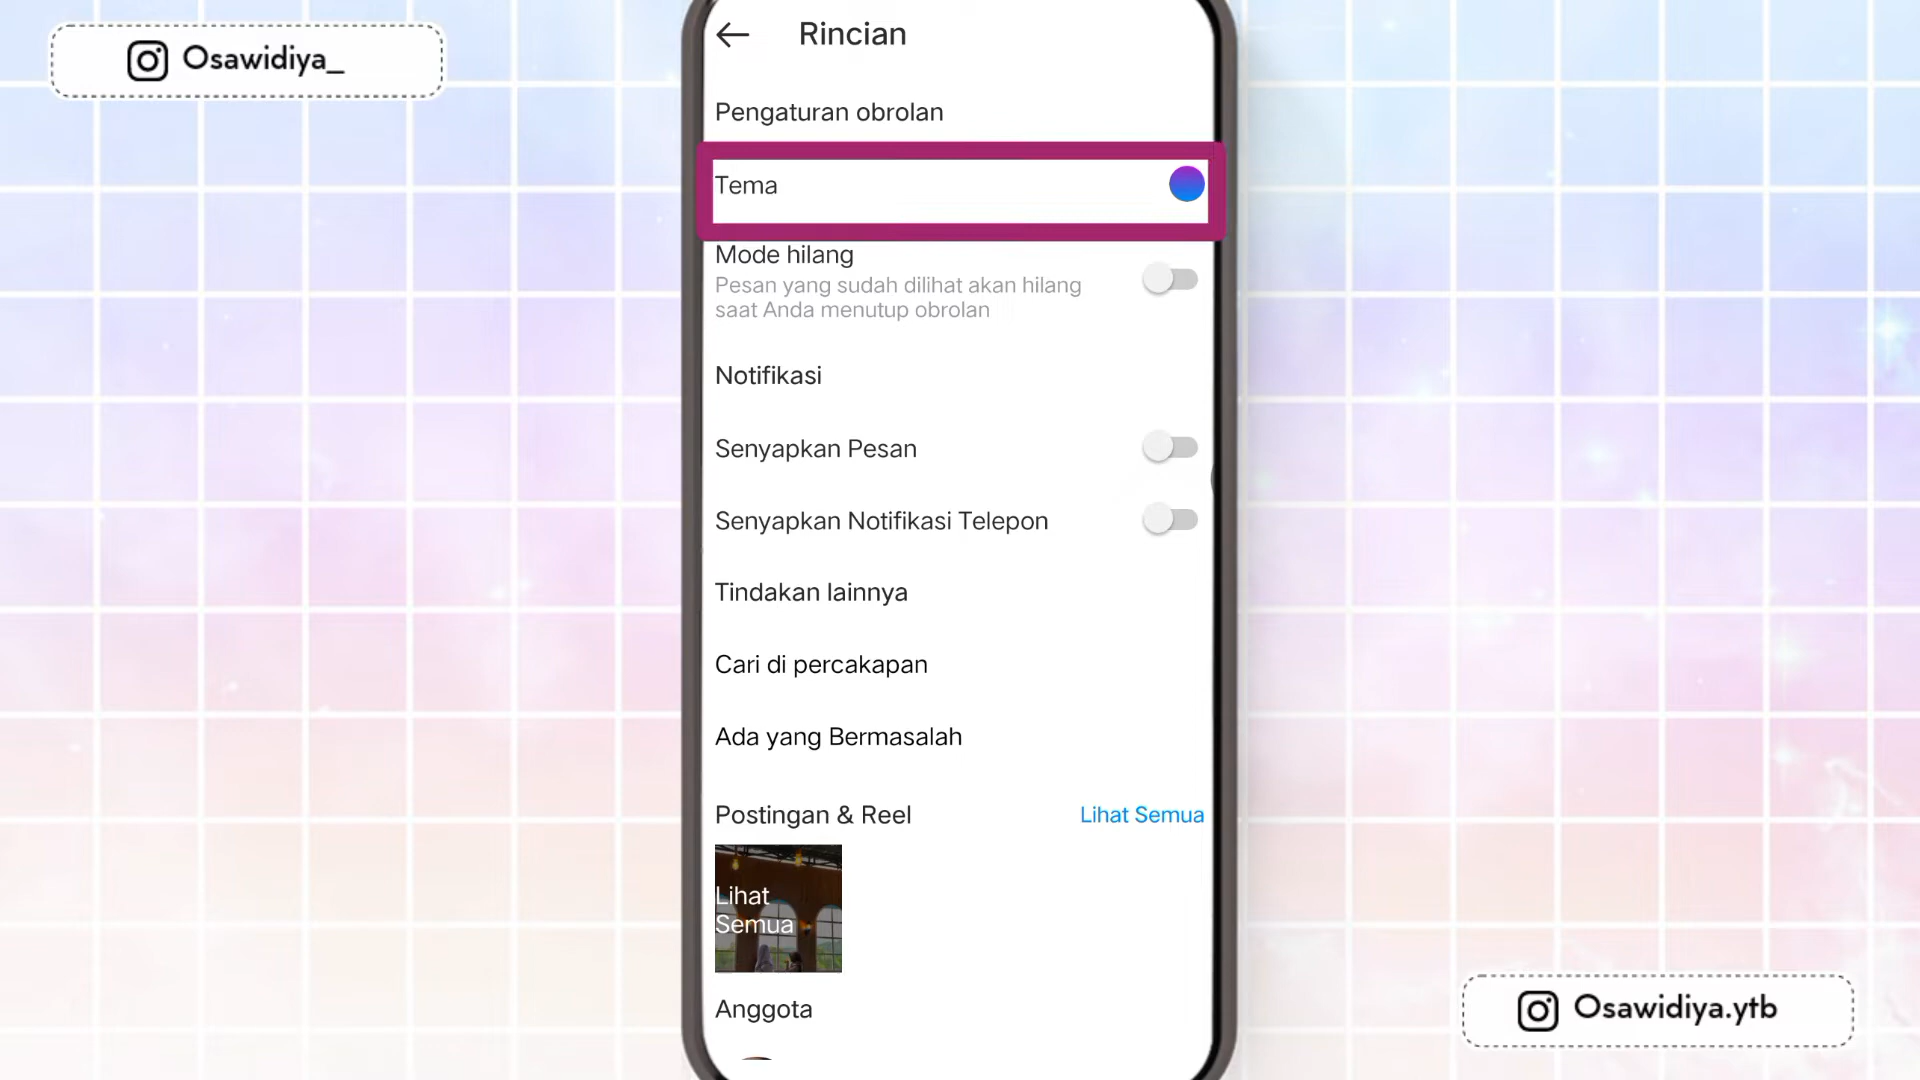 Osawidiya_
Rincian
Pengaturan obrolan
Tema
Mode hilang
Pesan yang sudah dilihat akan hilang
saat Anda menutup obrolan
Notifikasi
Senyapkan Pesan
Senyapkan Notifikasi Telepon
Tindakan lainnya
Cari di percakapan
Ada yang Bermasalah
Postingan & Reel
Lihat Semua
Lihat
Semua
Anggota
Osawidiya.ytb